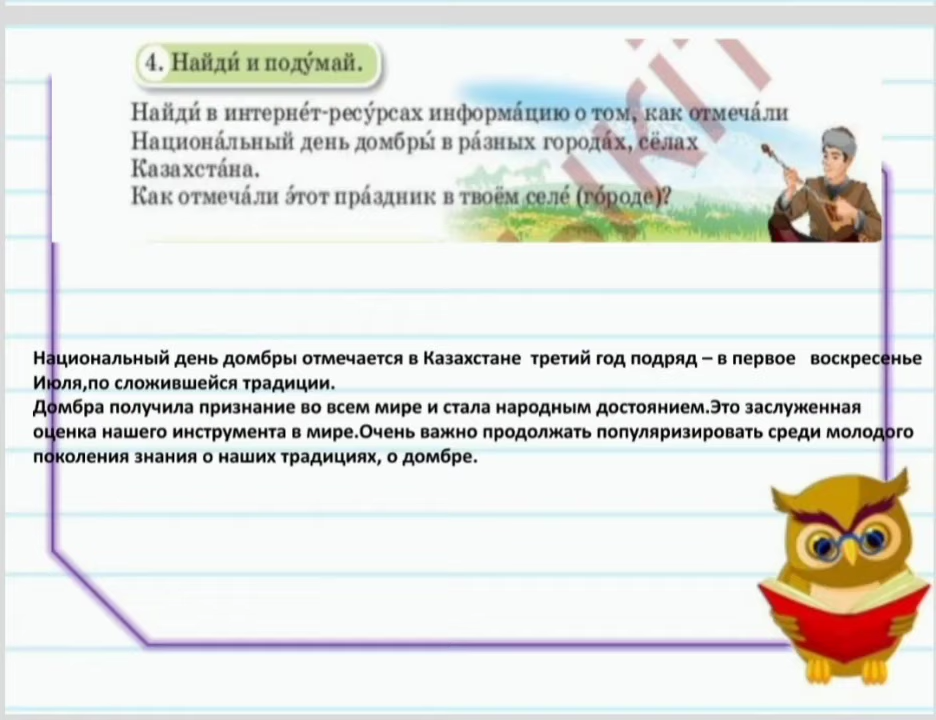 4. Найди́ и поду́май.
Найди́ в интерне́т-ресу́рсах информа́цию о том, как отмеча́ли
Национа́льный день домбры́ в ра́зных города́х, сёлах
Казахста́на.
Как отмеча́ли э́тот пра́здник в твоём селе́ (го́роде)?
Национальный день домбры отмечается в Казахстане третий год подряд – в первое воскресенье
Июля,по сложившейся традиции.
Домбра получила признание во всем мире и стала народным достоянием.Это заслуженная
оценка нашего инструмента в мире.Очень важно продолжать популяризировать среди молодого
поколения знания о наших традициях, о домбре.